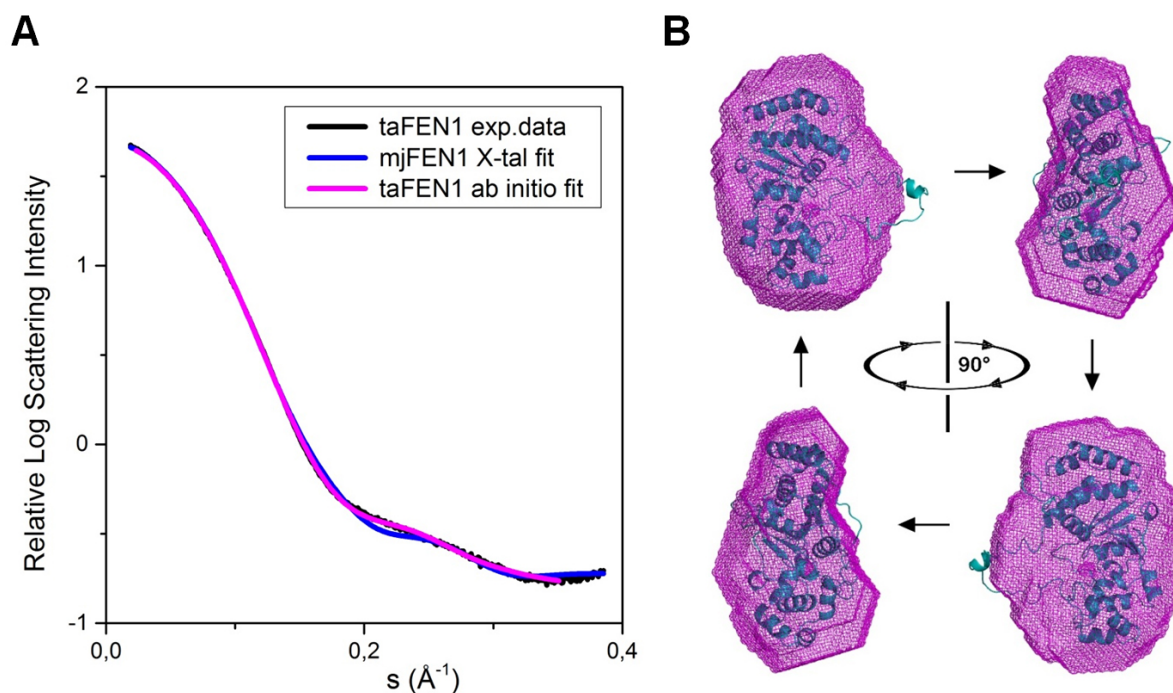 A
B
2
1
0
-1
Relative Log Scattering Intensity
taFEN1 exp.data
mjFEN1 X-tal fit
taFEN1 ab initio fit
0,0
0,2
0,4
s (Å⁻¹)
90°